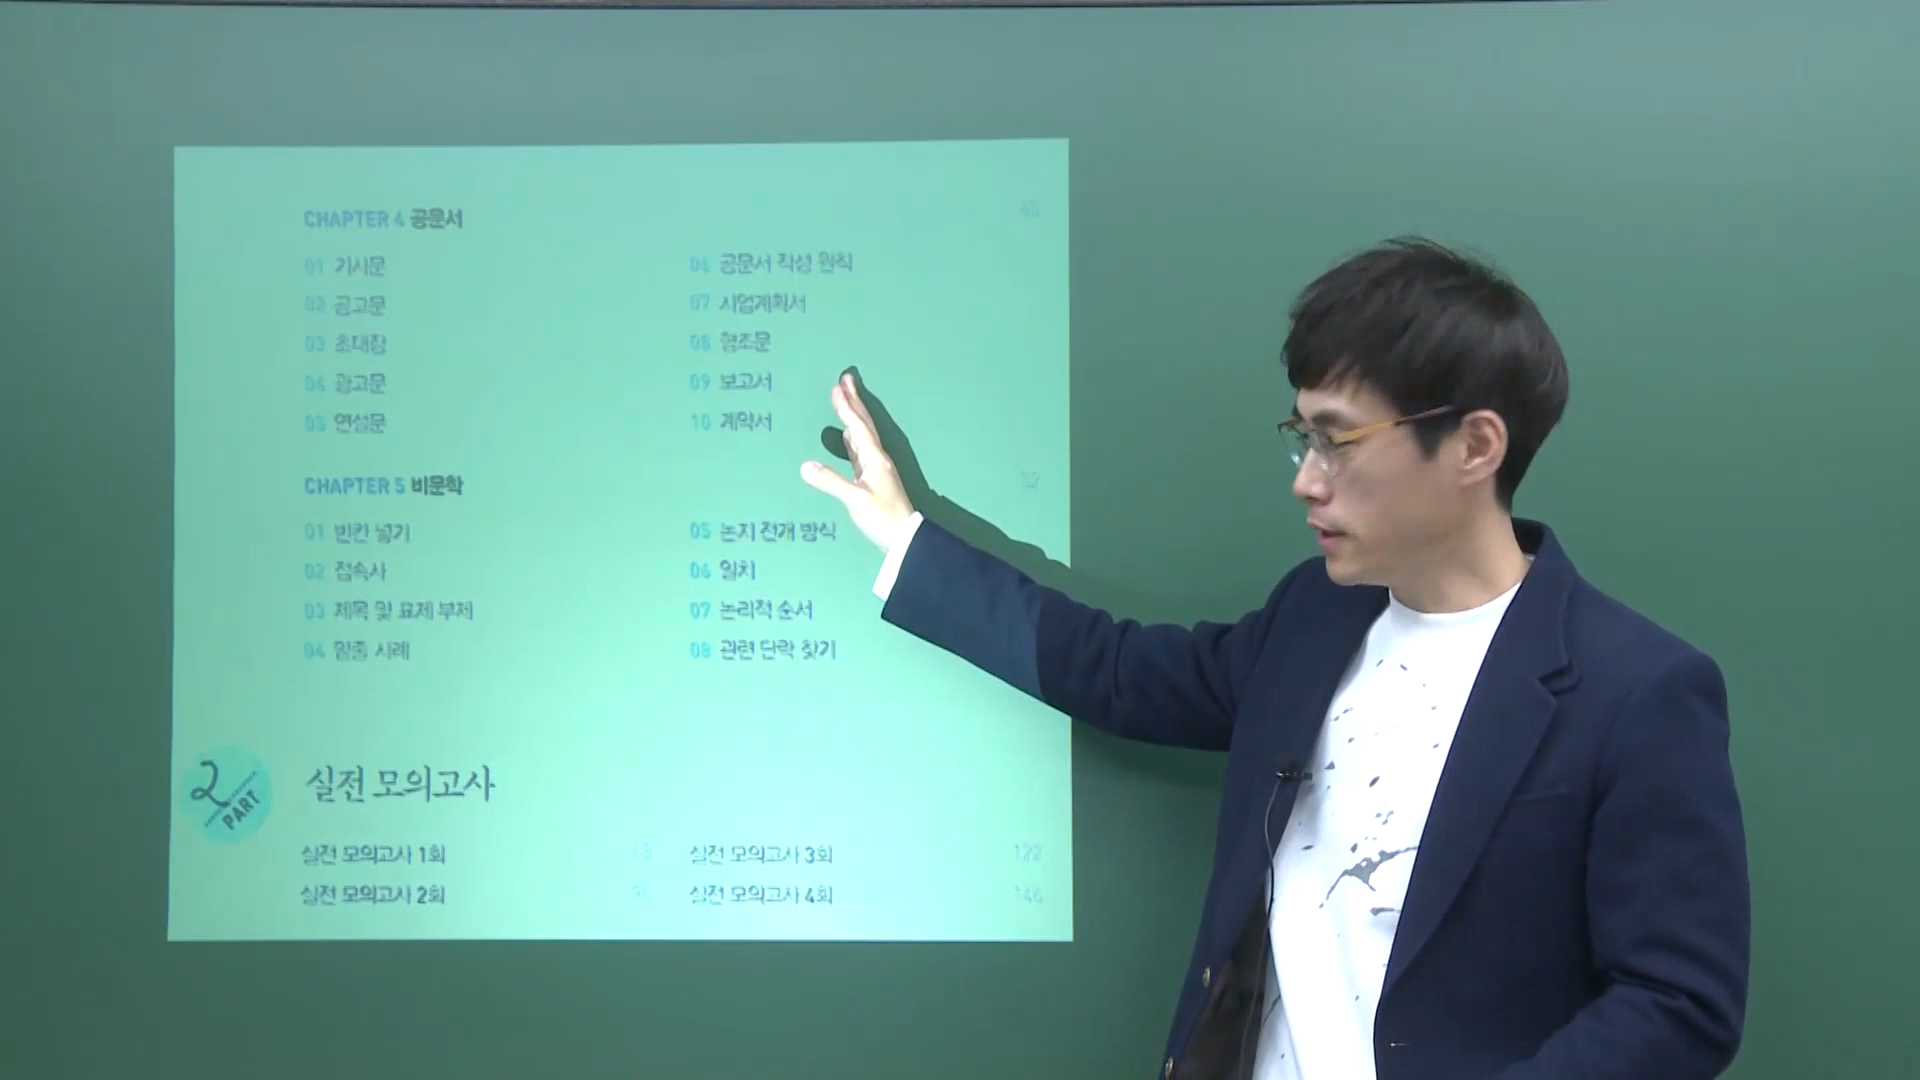 CHAPTER 4 공문서 45
01 기사문
02 공고문
03 초대장
04 광고문
05 연설문
06 공문서 작성 원칙
07 사업계획서
08 협조문
09 보고서
10 계약서
CHAPTER 5 비문학 52
01 빈칸 넣기
02 접속사
03 제목 및 표제 부제
04 밑줄 사례
05 논지 전개 방식
06 일치
07 논리적 순서
08 관련 단락 찾기
2 PART
실전 모의고사
실전 모의고사 1회
실전 모의고사 2회
실전 모의고사 3회 122
실전 모의고사 4회 146